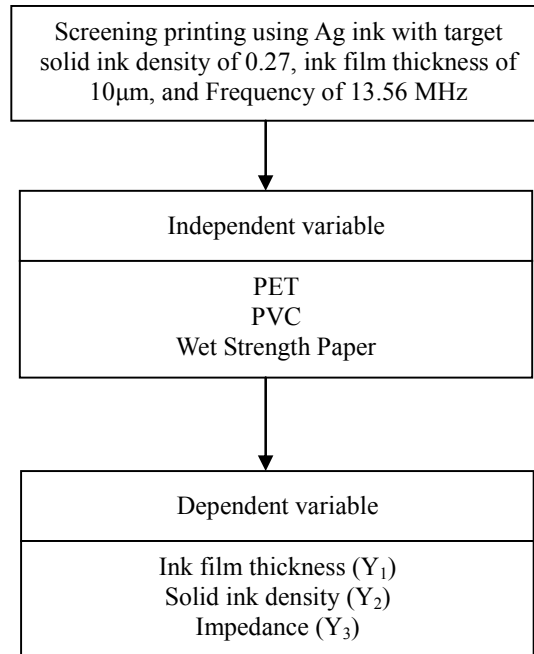 Screening printing using Ag ink with target
solid ink density of 0.27, ink film thickness of
10μm, and Frequency of 13.56 MHz
Independent variable
PET
PVC
Wet Strength Paper
Dependent variable
Ink film thickness (Y₁)
Solid ink density (Y₂)
Impedance (Y₃)